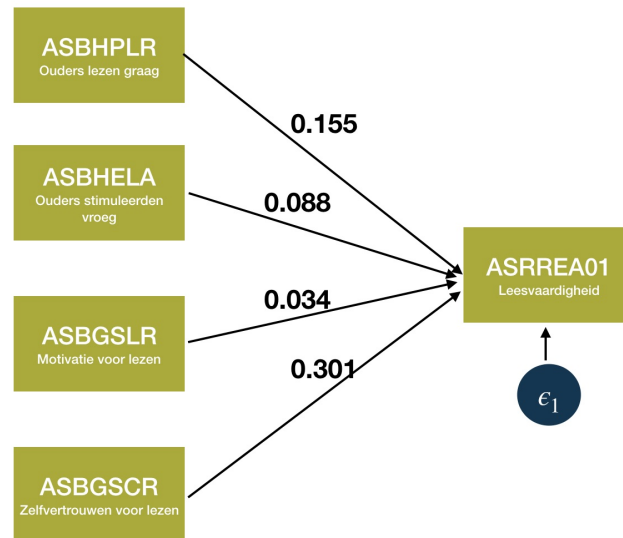 ASBHPLR
Ouders lezen graag
0.155
ASBHELA
Ouders stimuleerden
vroeg
0.088
ASRREA01
Leesvaardigheid
0.034
ASBGSLR
Motivatie voor lezen
0.301
ϵ1
ASBGSCR
Zelfvertrouwen voor lezen